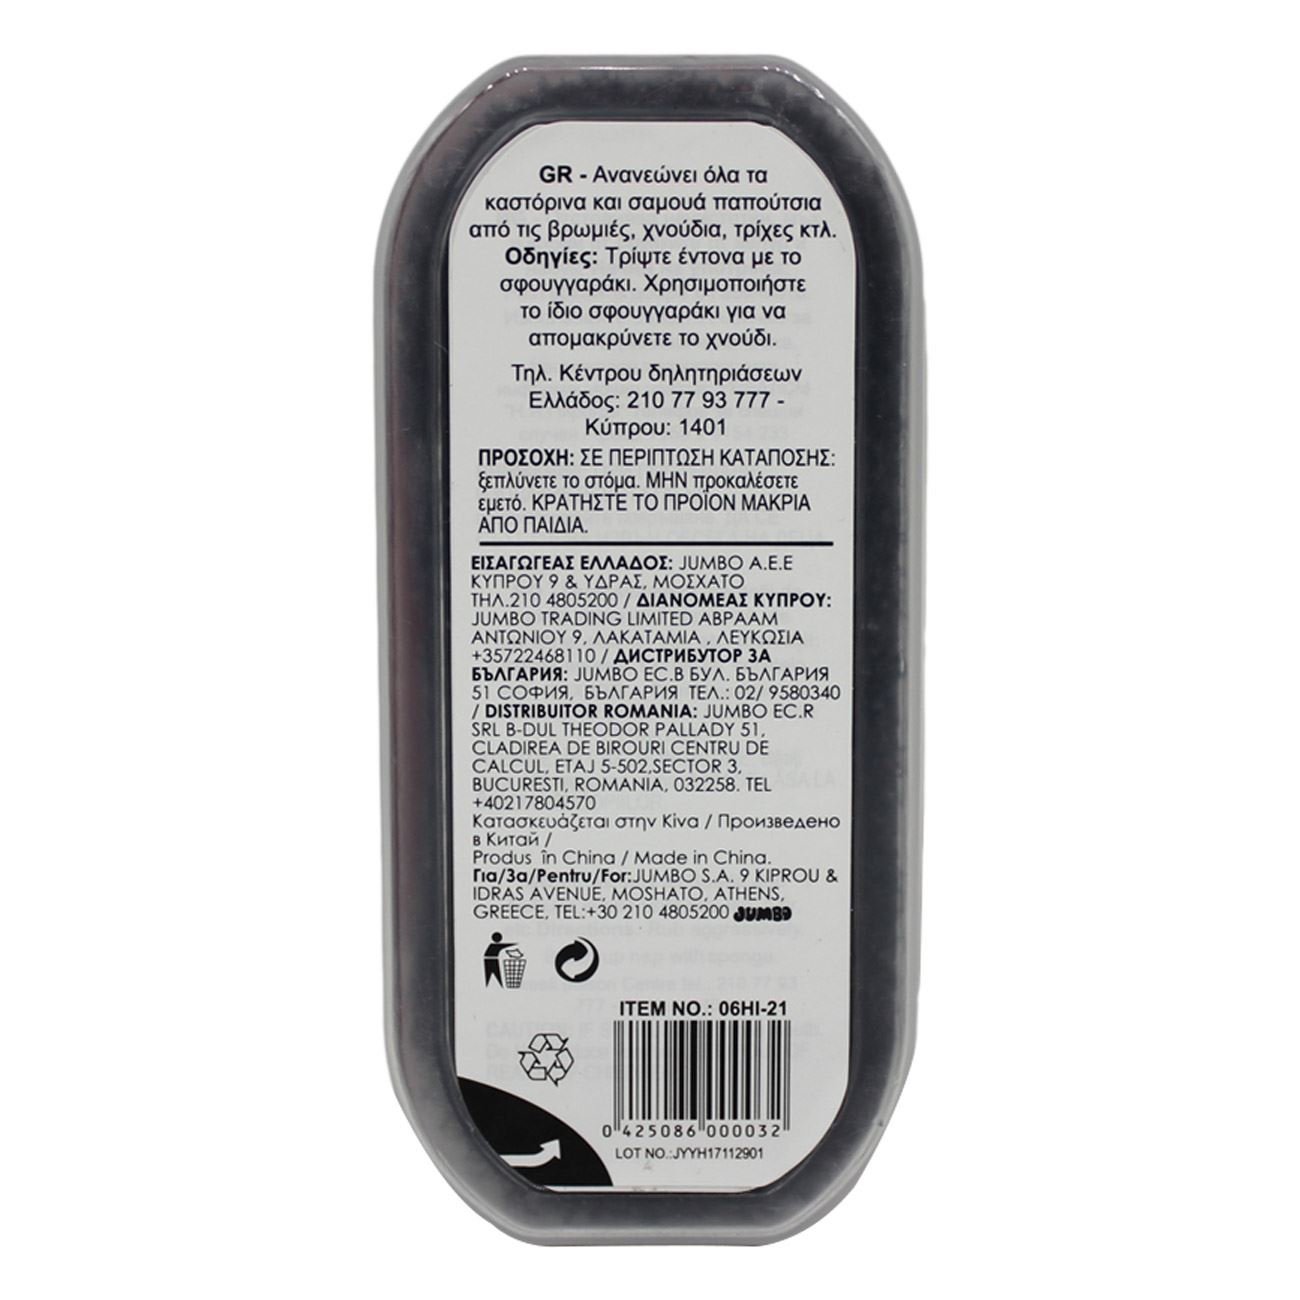 GR - Ανανεώνει όλα τα
καστόρινα και σαμουά παπούτσια
από τις βρωμιές, χνούδια, τρίχες κτλ.
Οδηγίες: Τρίψτε έντονα με το
σφουγγαράκι. Χρησιμοποιήστε
το ίδιο σφουγγαράκι για να
απομακρύνετε το χνούδι.
Τηλ. Κέντρου δηλητηριάσεων
Ελλάδος: 210 77 93 777 -
Κύπρου: 1401
ΠΡΟΣΟΧΗ: ΣΕ ΠΕΡΙΠΤΩΣΗ ΚΑΤΑΠΟΣΗΣ:
ξεπλύνετε το στόμα. ΜΗΝ προκαλέσετε
εμετό. ΚΡΑΤΗΣΤΕ ΤΟ ΠΡΟΪΟΝ ΜΑΚΡΙΑ
ΑΠΟ ΠΑΙΔΙΑ.
ΕΙΣΑΓΩΓΕΑΣ ΕΛΛΑΔΟΣ: JUMBO A.E.E
ΚΥΠΡΟΥ 9 & ΥΔΡΑΣ, ΜΟΣΧΑΤΟ
ΤΗΛ.210 4805200 / ΔΙΑΝΟΜΕΑΣ ΚΥΠΡΟΥ:
JUMBO TRADING LIMITED ΑΒΡΑΑΜ
ΑΝΤΩΝΙΟΥ 9, ΛΑΚΑΤΑΜΙΑ , ΛΕΥΚΩΣΙΑ
+35722468110 / ДИСТРИБУТОР ЗА
БЪЛГАРИЯ: JUMBO EC.B БУЛ. БЪЛГАРИЯ
51 СОФИЯ, БЪЛГАРИЯ ТЕЛ.: 02/ 9580340
/ DISTRIBUITOR ROMANIA: JUMBO EC.R
SRL B-DUL THEODOR PALLADY 51,
CLADIREA DE BIROURI CENTRU DE
CALCUL, ETAJ 5-502,SECTOR 3,
BUCURESTI, ROMANIA, 032258. TEL
+40217804570
Κατασκευάζεται στην Κίνα / Произведено
в Китай /
Produs în China / Made in China.
Για/За/Pentru/For:JUMBO S.A. 9 KIPROU &
IDRAS AVENUE, MOSHATO, ATHENS,
GREECE, TEL:+30 210 4805200 JUMBO
ITEM NO.: 06HI-21
0 425086 000032
LOT NO.:JYYH17112901